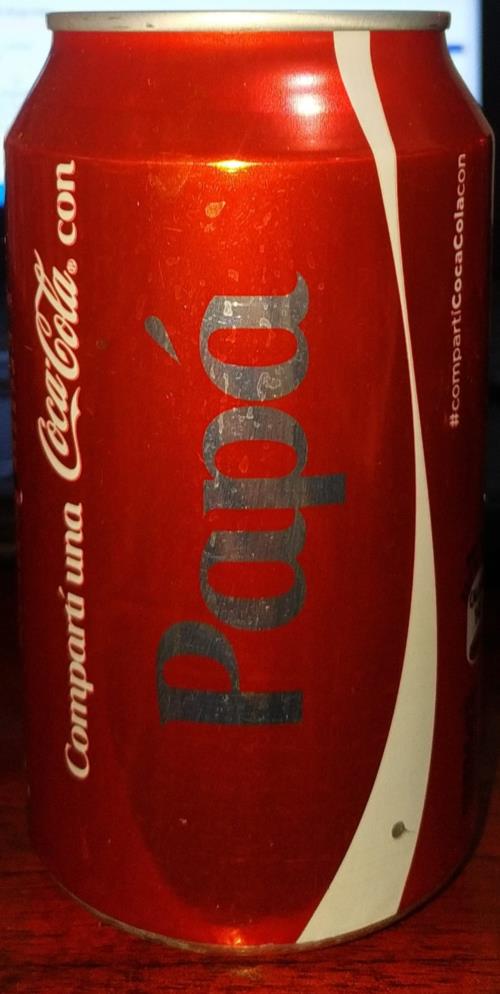 Compartí una Coca-Cola® con
Papá
#compartíCocaColacon